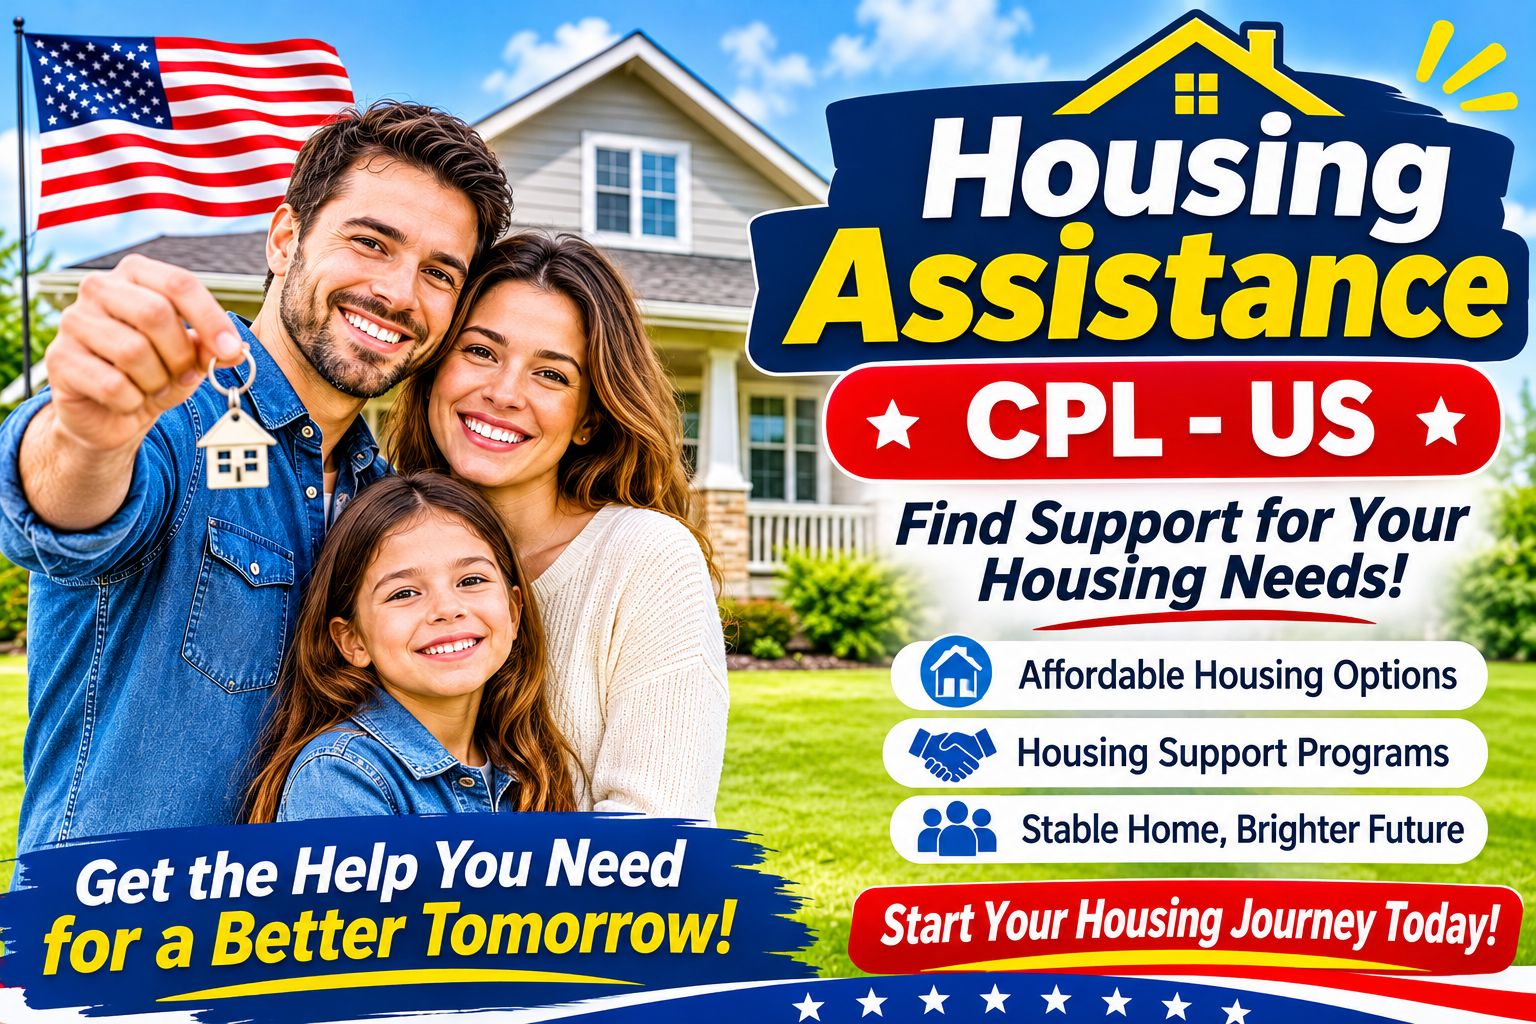 Housing
Assistance
CPL - US
Find Support for Your
Housing Needs!
Affordable Housing Options
Housing Support Programs
Stable Home, Brighter Future
Get the Help You Need
for a Better Tomorrow!
Start Your Housing Journey Today!